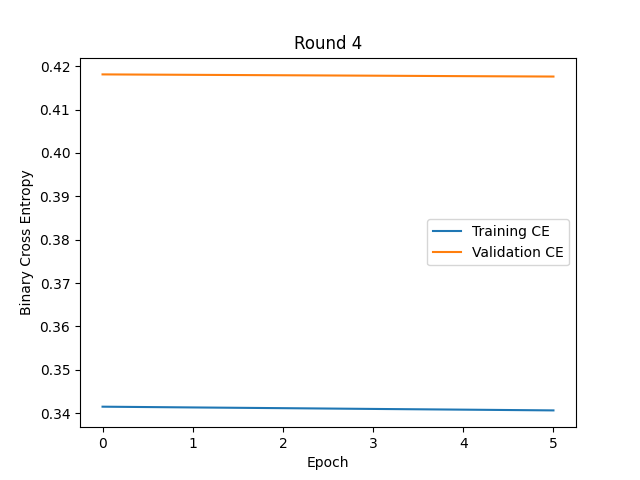 Round 4
Binary Cross Entropy
0.42
0.41
0.40
0.39
0.38
0.37
0.36
0.35
0.34
Training CE
Validation CE
0 1 2 3 4 5
Epoch